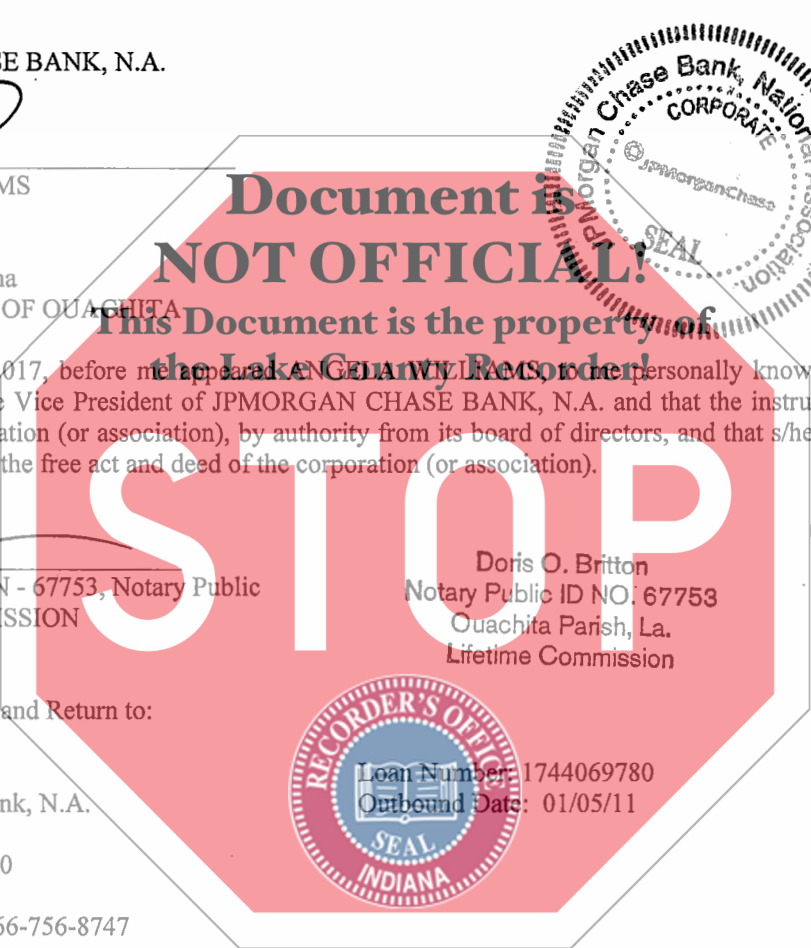 SE BANK, N.A.
JPMorgan Chase Bank, National Association
CORPORATE
JPMorganChase
SEAL
MS
Document is
NOT OFFICIAL!
na
OF OUACHITA
This Document is the property of
the Lake County Recorder!
017, before me appeared ANGELA WILLIAMS, to me personally know
e Vice President of JPMORGAN CHASE BANK, N.A. and that the instru
ation (or association), by authority from its board of directors, and that s/he
the free act and deed of the corporation (or association).
STOP
N - 67753, Notary Public
ISSION
Doris O. Britton
Notary Public ID NO. 67753
Ouachita Parish, La.
Lifetime Commission
and Return to:
RECORDER'S OFFICE
SEAL
INDIANA
Loan Number: 1744069780
Outbound Date: 01/05/11
nk, N.A.
0
66-756-8747